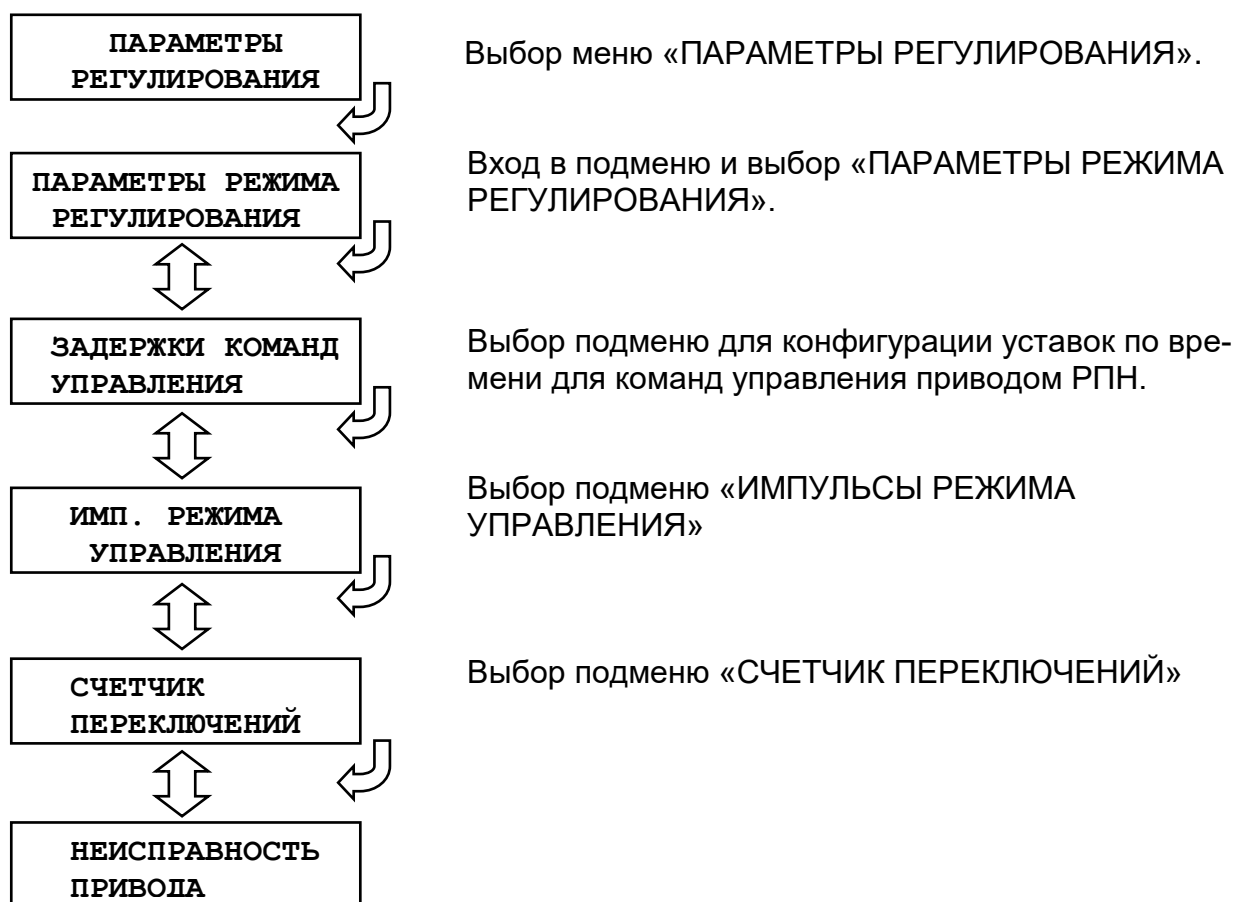 ПАРАМЕТРЫ
РЕГУЛИРОВАНИЯ
Выбор меню «ПАРАМЕТРЫ РЕГУЛИРОВАНИЯ».
ПАРАМЕТРЫ РЕЖИМА
РЕГУЛИРОВАНИЯ
Вход в подменю и выбор «ПАРАМЕТРЫ РЕЖИМА
РЕГУЛИРОВАНИЯ».
ЗАДЕРЖКИ КОМАНД
УПРАВЛЕНИЯ
Выбор подменю для конфигурации уставок по вре-
мени для команд управления приводом РПН.
ИМП. РЕЖИМА
УПРАВЛЕНИЯ
Выбор подменю «ИМПУЛЬСЫ РЕЖИМА
УПРАВЛЕНИЯ»
СЧЕТЧИК
ПЕРЕКЛЮЧЕНИЙ
Выбор подменю «СЧЕТЧИК ПЕРЕКЛЮЧЕНИЙ»
НЕИСПРАВНОСТЬ
ПРИВОДА